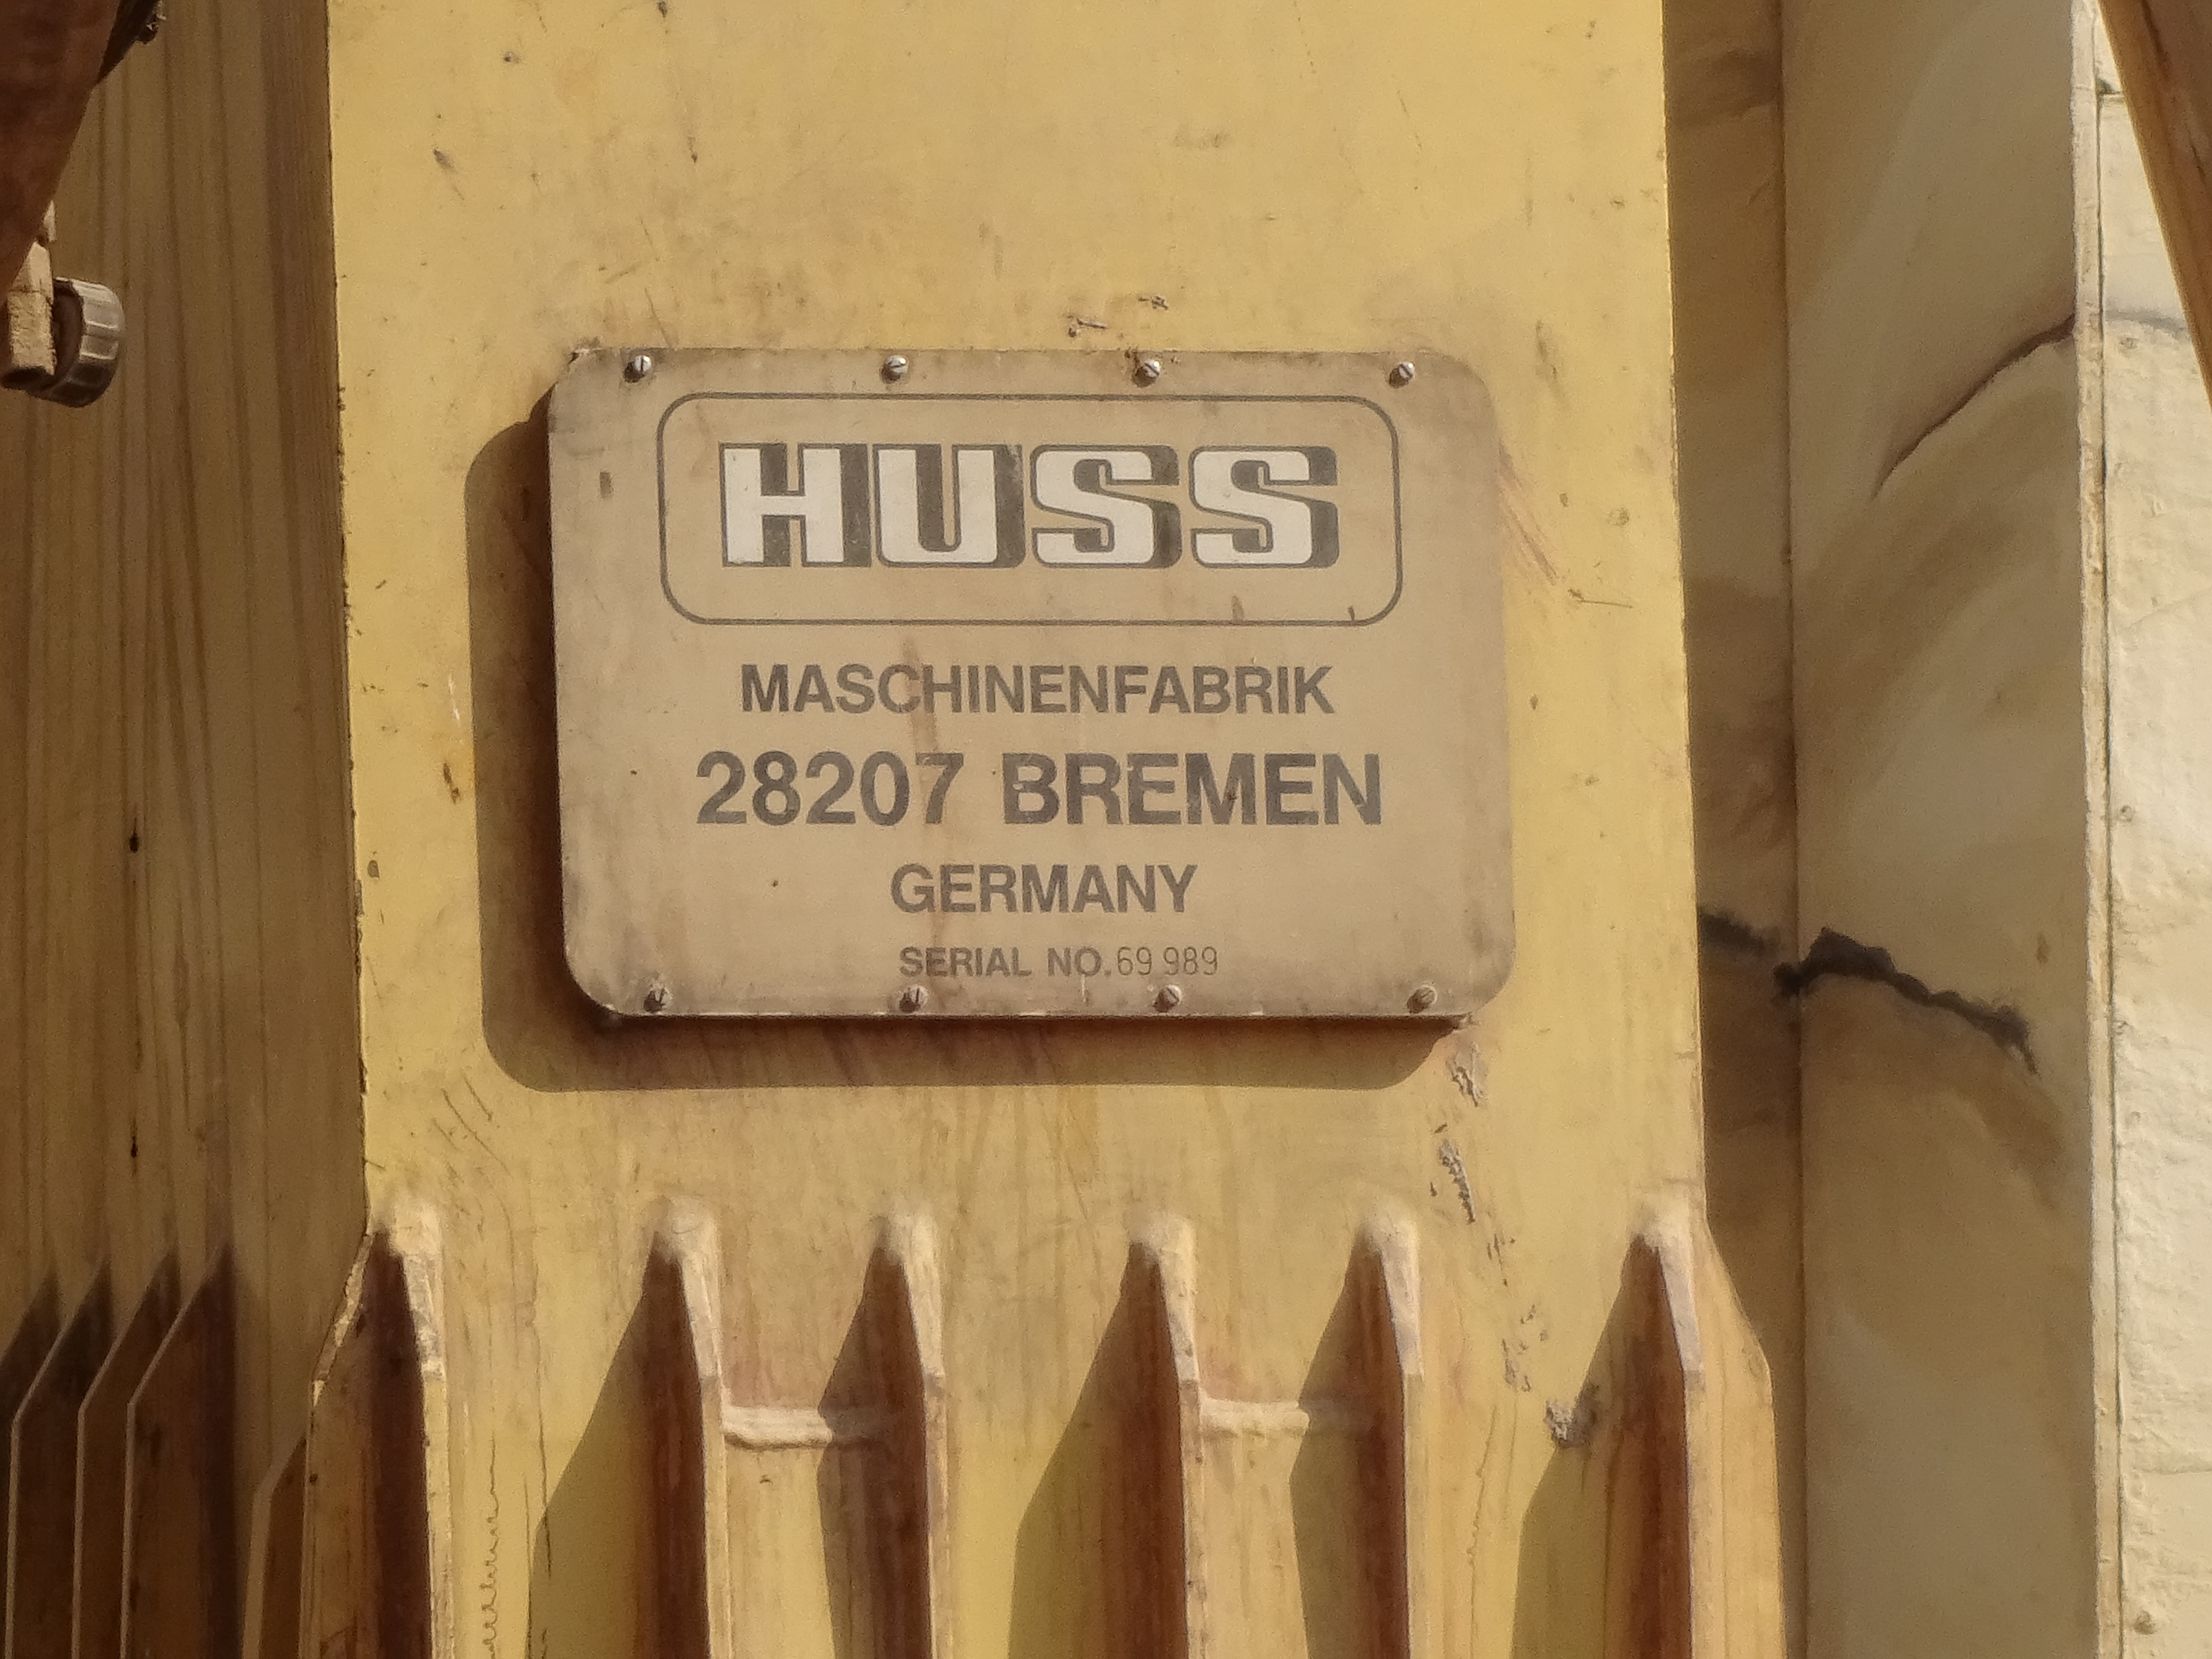 HUSS
MASCHINENFABRIK
28207 BREMEN
GERMANY
SERIAL NO. 69 989